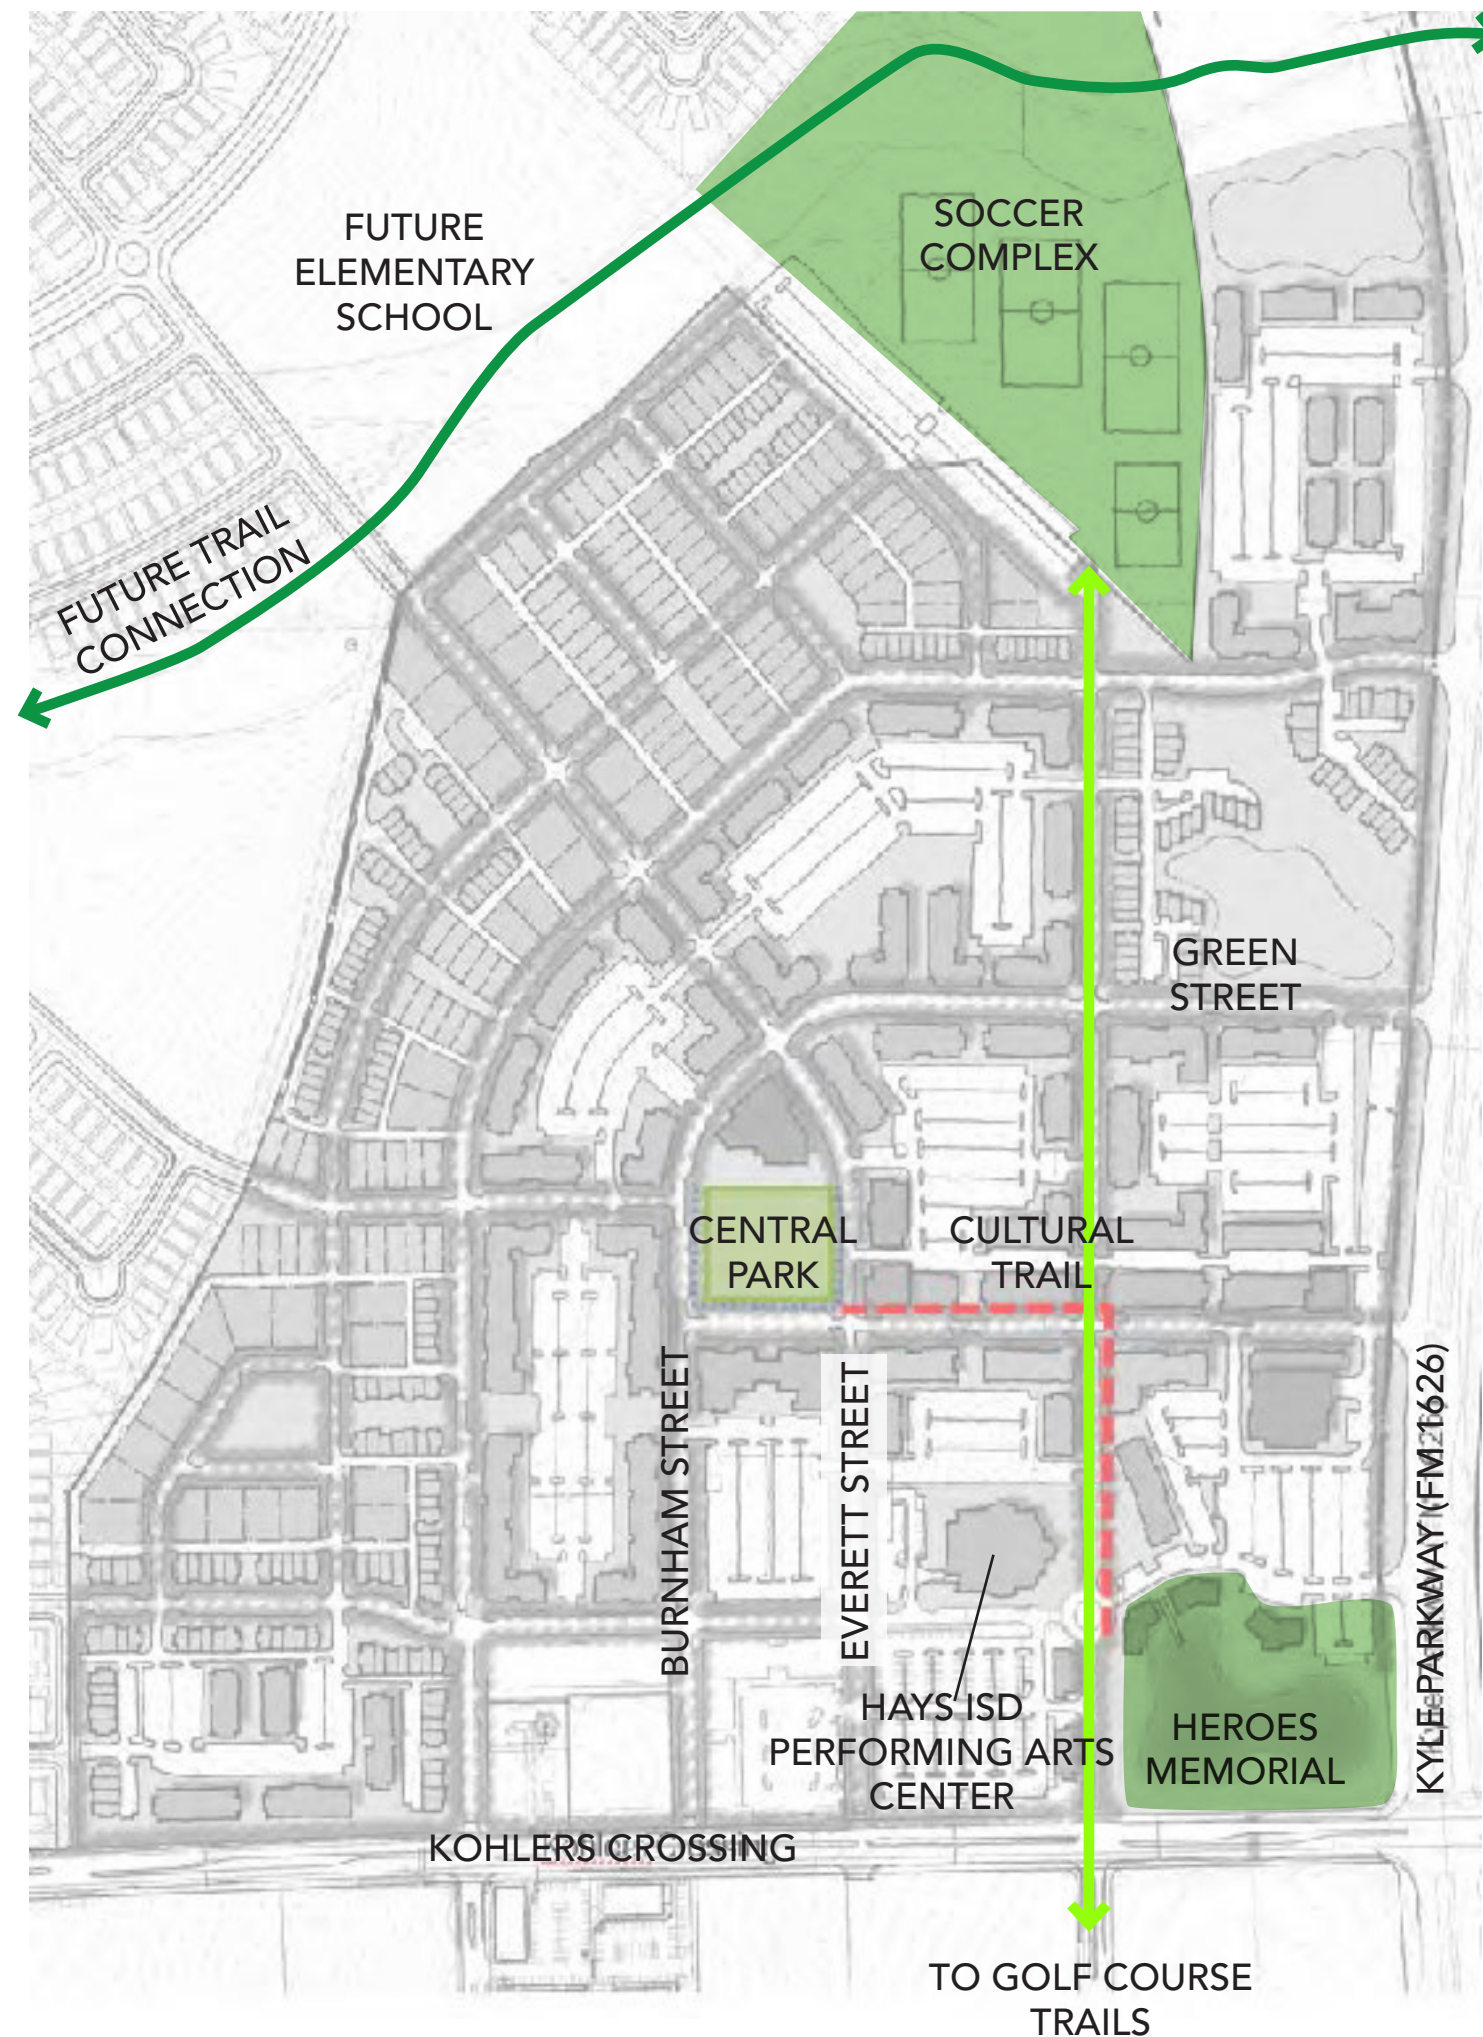 SOCCER
COMPLEX
FUTURE
ELEMENTARY
SCHOOL
FUTURE TRAIL
CONNECTION
GREEN
STREET
CENTRAL
PARK
CULTURAL
TRAIL
BURNHAM STREET
EVERETT STREET
KYLE PARKWAY (FM 1626)
HAYS ISD
PERFORMING ARTS
CENTER
HEROES
MEMORIAL
KOHLERS CROSSING
TO GOLF COURSE
TRAILS